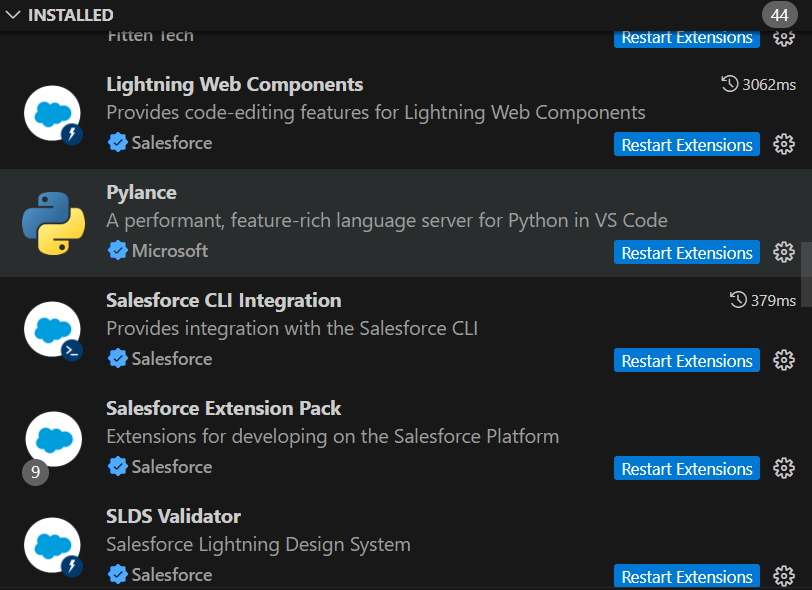 INSTALLED 44
Fitten Tech Restart Extensions
Lightning Web Components 3062ms
Provides code-editing features for Lightning Web Components
Salesforce Restart Extensions
Pylance
A performant, feature-rich language server for Python in VS Code
Microsoft Restart Extensions
Salesforce CLI Integration 379ms
Provides integration with the Salesforce CLI
Salesforce Restart Extensions
Salesforce Extension Pack
Extensions for developing on the Salesforce Platform
9 Salesforce Restart Extensions
SLDS Validator
Salesforce Lightning Design System
Salesforce Restart Extensions